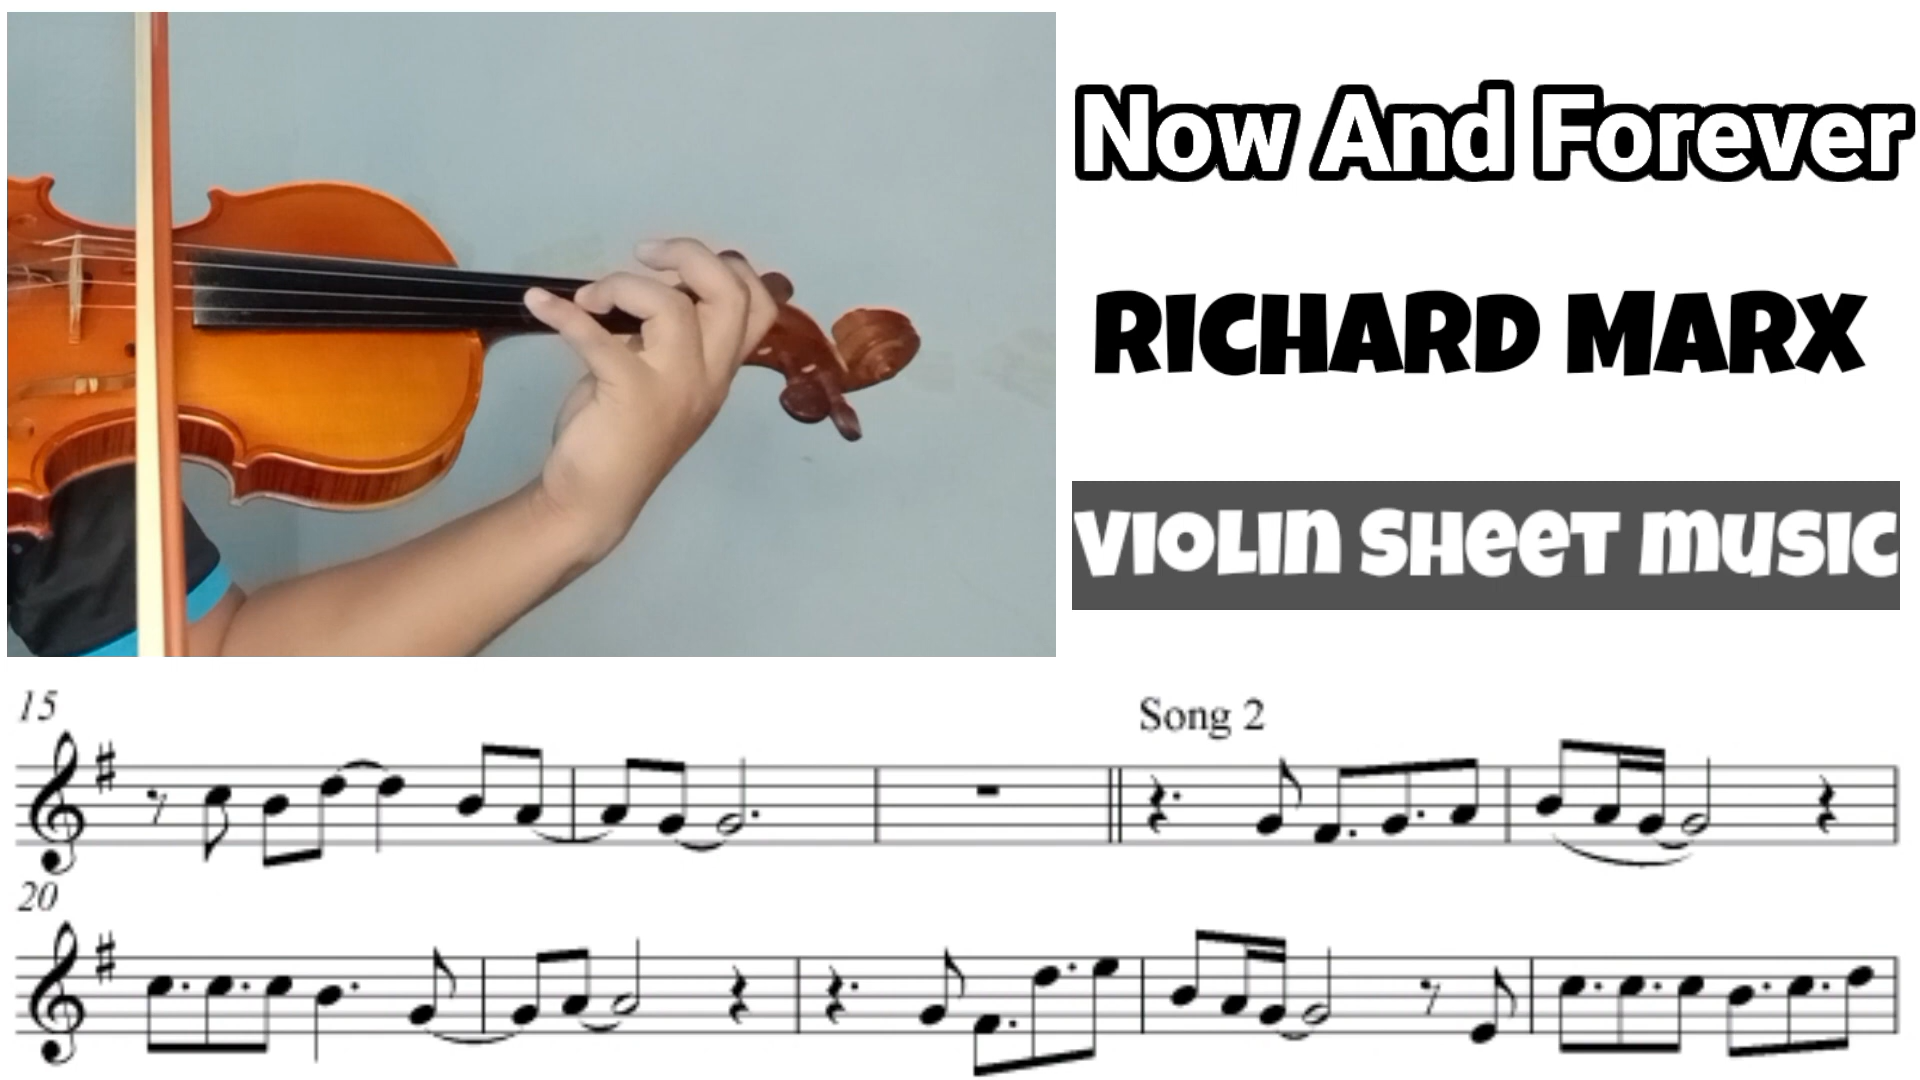 Now And Forever
RICHARD MARX
VIOLIN SHEET MUSIC
15
Song 2
20